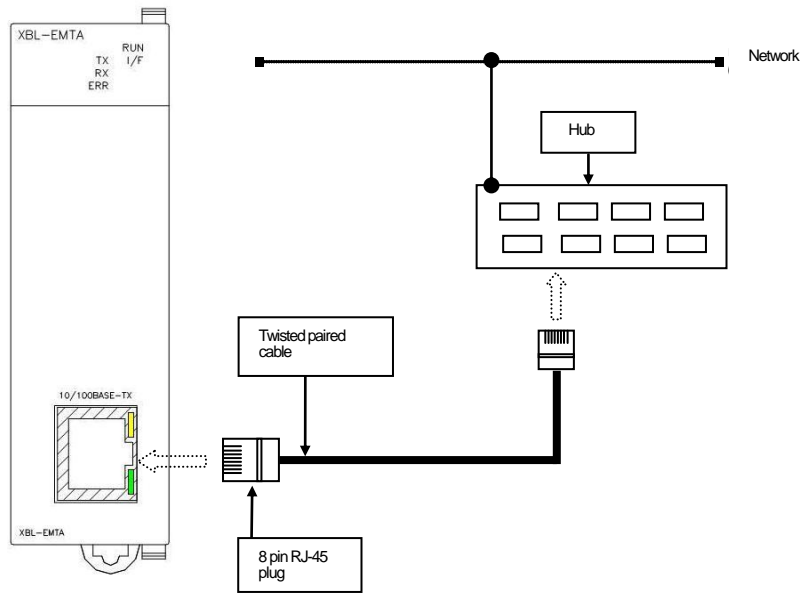 XBL-EMTA
RUN
TX I/F
RX
ERR
Network
Hub
Twisted paired
cable
10/100BASE-TX
XBL-EMTA
8 pin RJ-45
plug